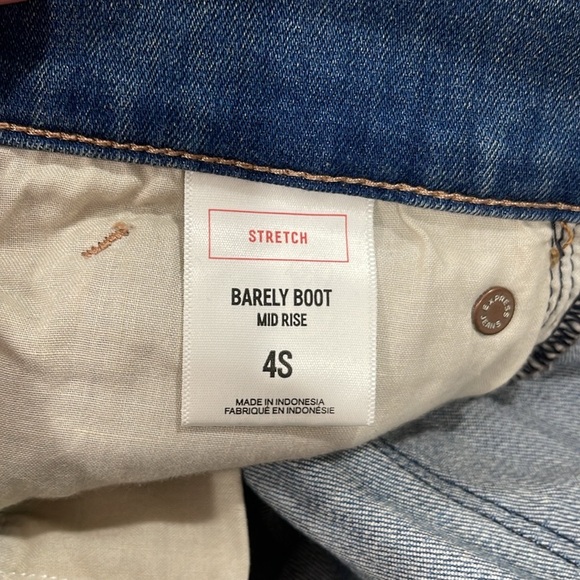 STRETCH
BARELY BOOT
MID RISE
4S
MADE IN INDONESIA
FABRIQUÉ EN INDONÉSIE
EXPRESS
JEANS